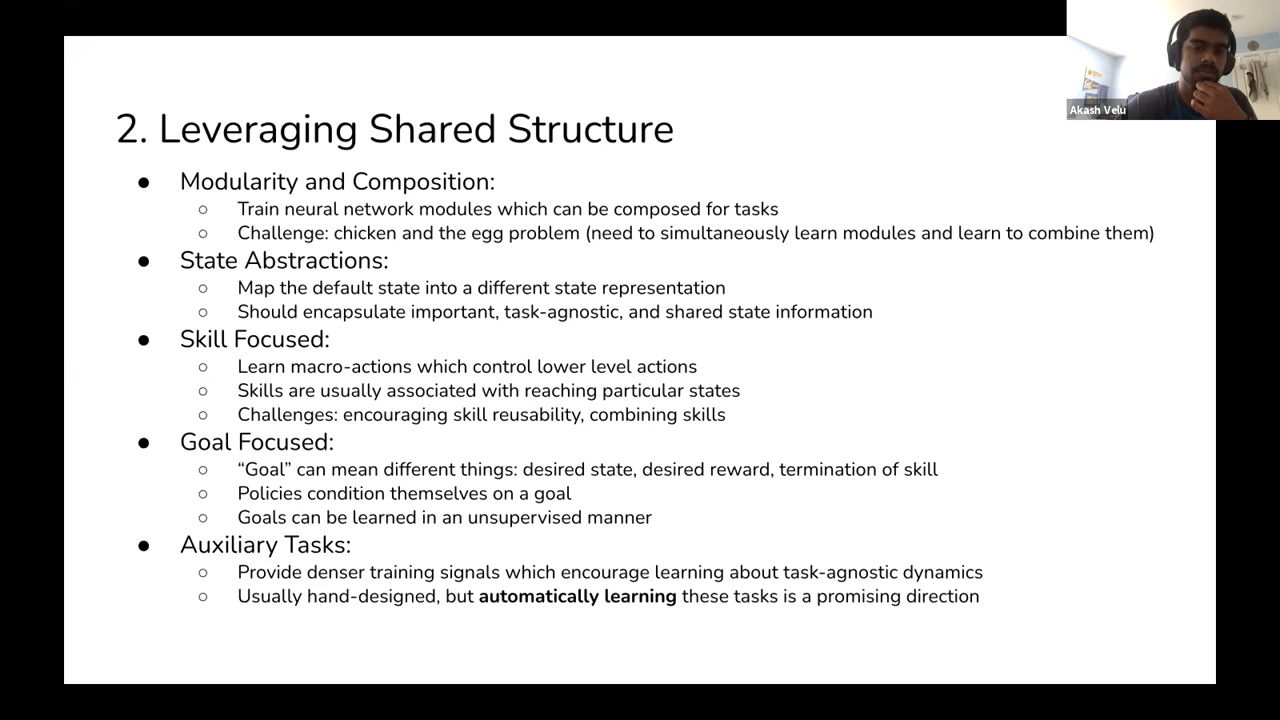 Akash Velu
2. Leveraging Shared Structure
● Modularity and Composition:
○ Train neural network modules which can be composed for tasks
○ Challenge: chicken and the egg problem (need to simultaneously learn modules and learn to combine them)
● State Abstractions:
○ Map the default state into a different state representation
○ Should encapsulate important, task-agnostic, and shared state information
● Skill Focused:
○ Learn macro-actions which control lower level actions
○ Skills are usually associated with reaching particular states
○ Challenges: encouraging skill reusability, combining skills
● Goal Focused:
○ “Goal” can mean different things: desired state, desired reward, termination of skill
○ Policies condition themselves on a goal
○ Goals can be learned in an unsupervised manner
● Auxiliary Tasks:
○ Provide denser training signals which encourage learning about task-agnostic dynamics
○ Usually hand-designed, but automatically learning these tasks is a promising direction